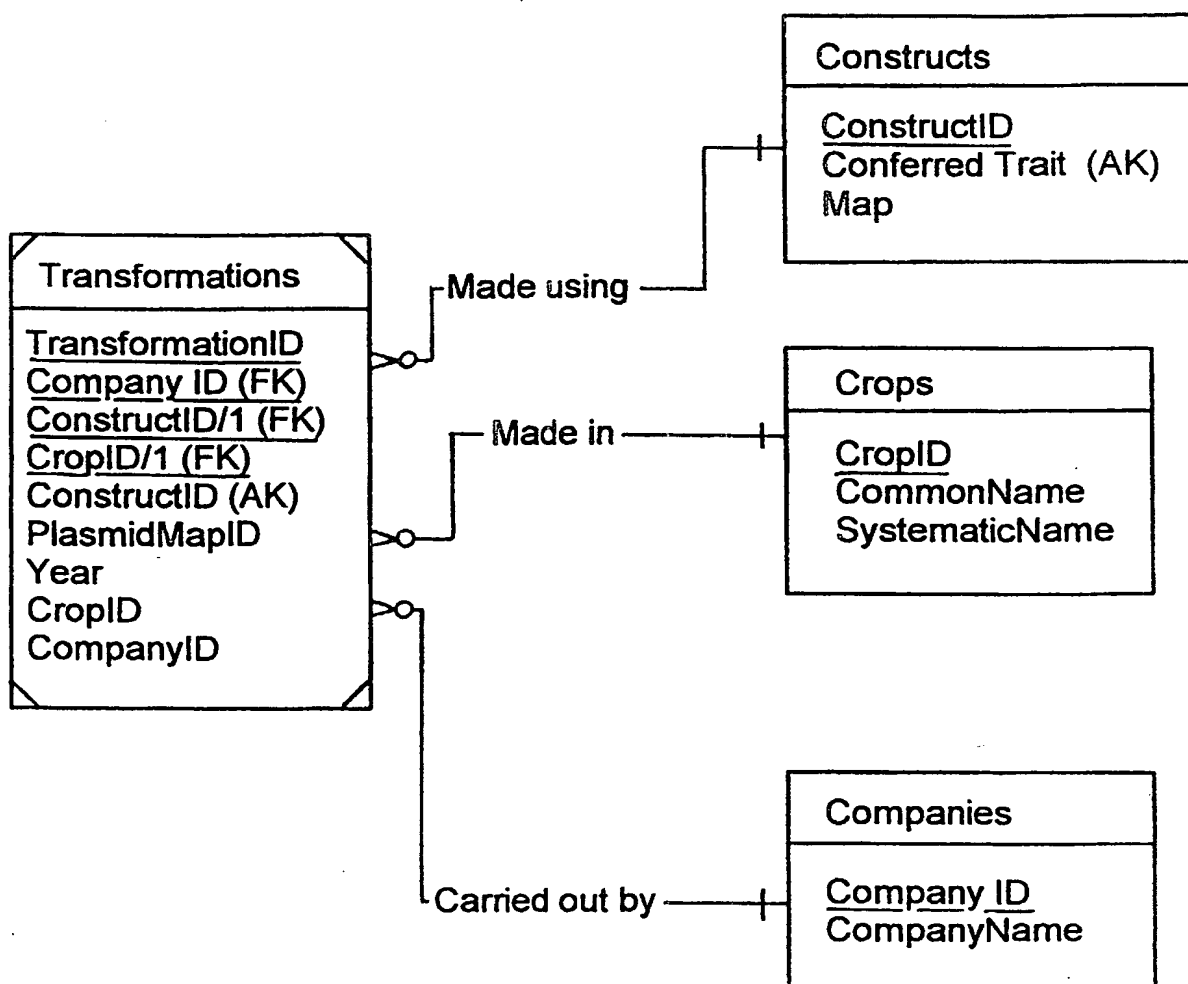 Constructs
ConstructID
Conferred Trait (AK)
Map
Transformations
TransformationID
Company ID (FK)
ConstructID/1 (FK)
CropID/1 (FK)
ConstructID (AK)
PlasmidMapID
Year
CropID
CompanyID
Made using
Made in
Carried out by
Crops
CropID
CommonName
SystematicName
Companies
Company ID
CompanyName